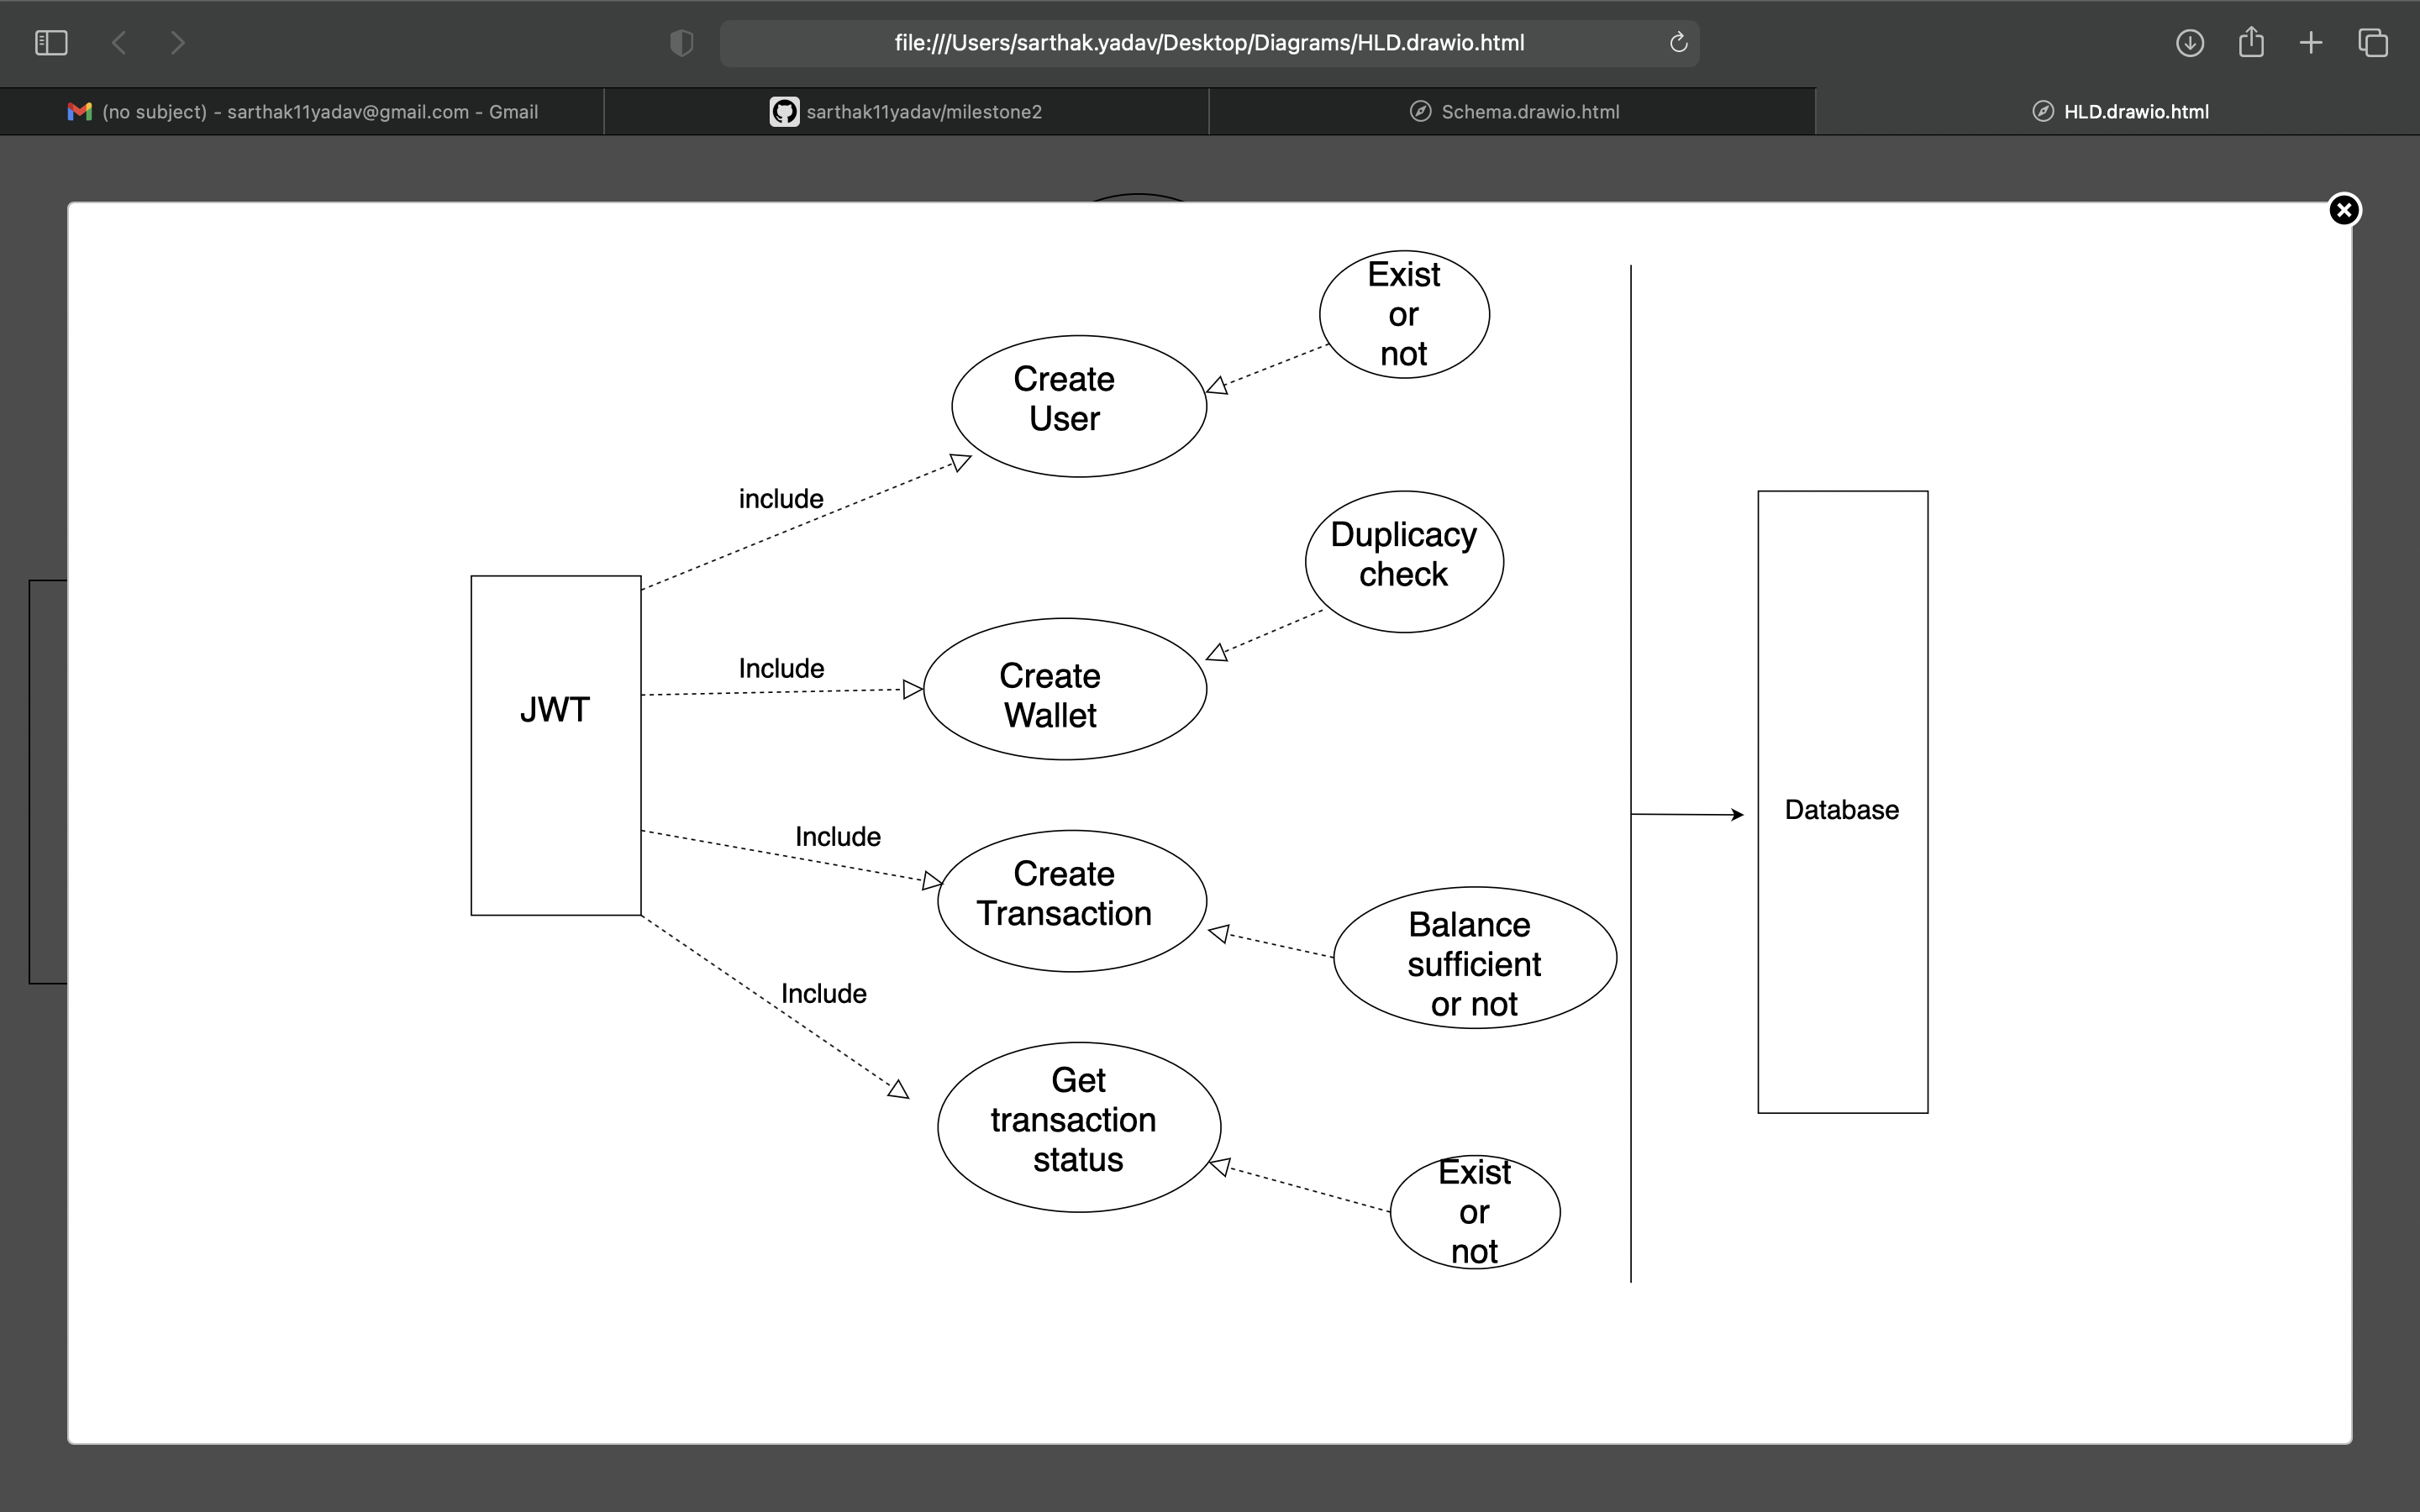 file:///Users/sarthak.yadav/Desktop/Diagrams/HLD.drawio.html
(no subject) - sarthak11yadav@gmail.com - Gmail
sarthak11yadav/milestone2
Schema.drawio.html
HLD.drawio.html
Exist
or
not
Create
User
include
Duplicacy
check
Include
Create
Wallet
JWT
Include
Create
Transaction
Database
Balance
sufficient
or not
Include
Get
transaction
status
Exist
or
not